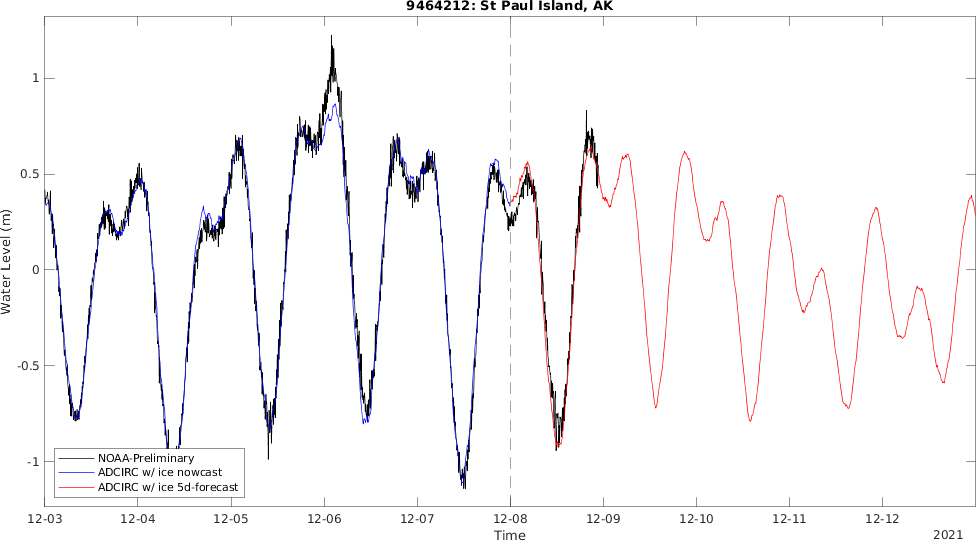 9464212: St Paul Island, AK
Water Level (m)
1
0.5
0
-0.5
-1
NOAA-Preliminary
ADCIRC w/ ice nowcast
ADCIRC w/ ice 5d-forecast
12-03 12-04 12-05 12-06 12-07 12-08 12-09 12-10 12-11 12-12
Time
2021